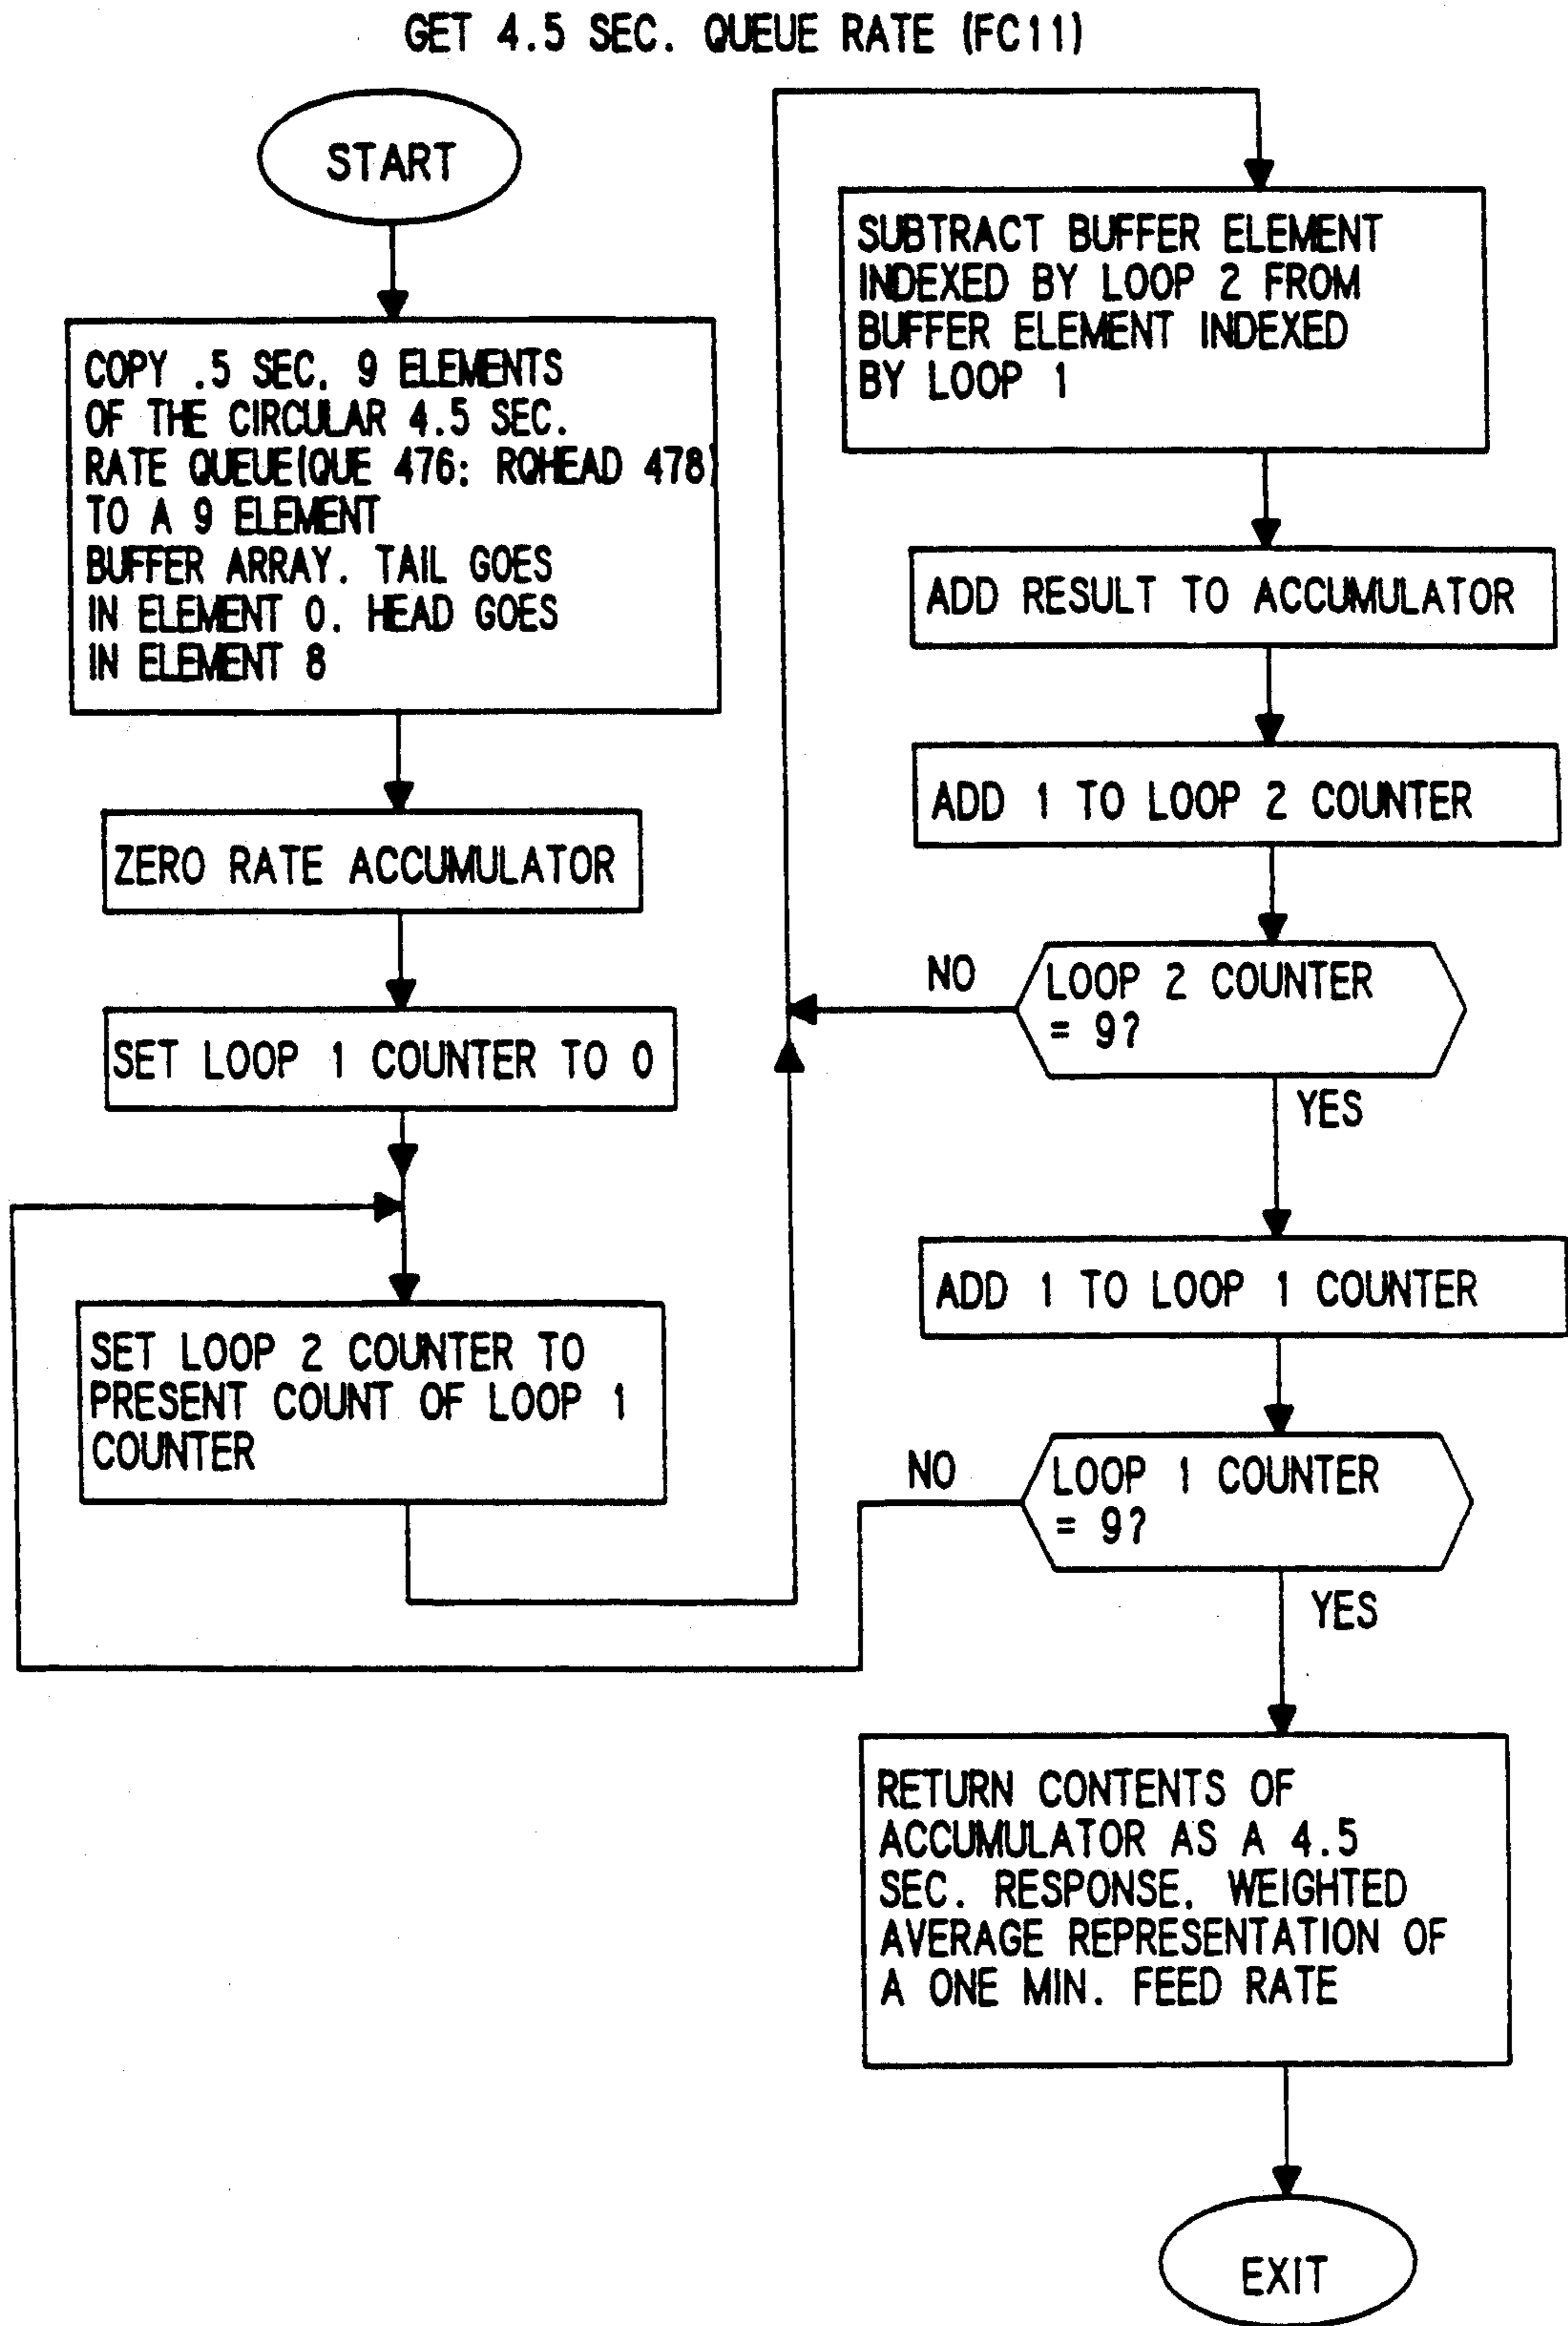 GET 4.5 SEC. QUEUE RATE (FC11)
START
COPY .5 SEC. 9 ELEMENTS
OF THE CIRCULAR 4.5 SEC.
RATE QUEUE(QUE 476: RQHEAD 478)
TO A 9 ELEMENT
BUFFER ARRAY. TAIL GOES
IN ELEMENT 0. HEAD GOES
IN ELEMENT 8
ZERO RATE ACCUMULATOR
SET LOOP 1 COUNTER TO 0
SET LOOP 2 COUNTER TO
PRESENT COUNT OF LOOP 1
COUNTER
SUBTRACT BUFFER ELEMENT
INDEXED BY LOOP 2 FROM
BUFFER ELEMENT INDEXED
BY LOOP 1
ADD RESULT TO ACCUMULATOR
ADD 1 TO LOOP 2 COUNTER
NO
LOOP 2 COUNTER
= 9?
YES
ADD 1 TO LOOP 1 COUNTER
NO
LOOP 1 COUNTER
= 9?
YES
RETURN CONTENTS OF
ACCUMULATOR AS A 4.5
SEC. RESPONSE, WEIGHTED
AVERAGE REPRESENTATION OF
A ONE MIN. FEED RATE
EXIT